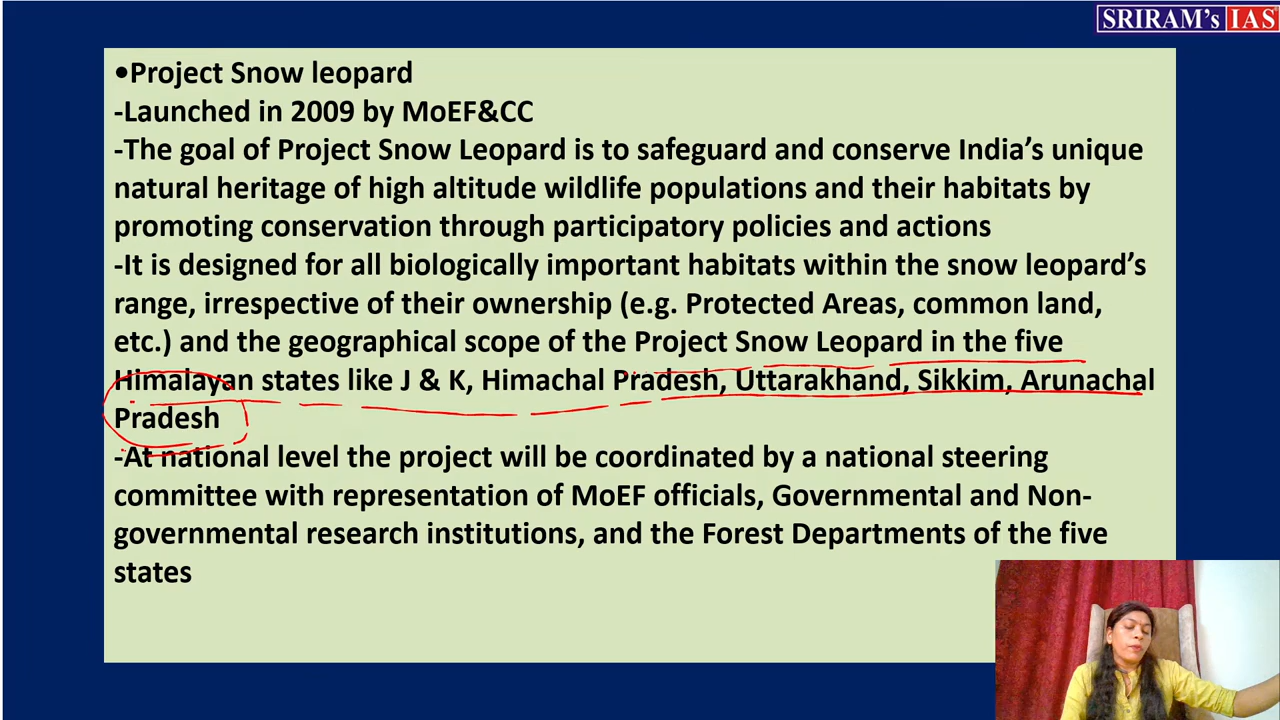 SRIRAM's IAS
•Project Snow leopard
-Launched in 2009 by MoEF&CC
-The goal of Project Snow Leopard is to safeguard and conserve India's unique
natural heritage of high altitude wildlife populations and their habitats by
promoting conservation through participatory policies and actions
-It is designed for all biologically important habitats within the snow leopard's
range, irrespective of their ownership (e.g. Protected Areas, common land,
etc.) and the geographical scope of the Project Snow Leopard in the five
Himalayan states like J & K, Himachal Pradesh, Uttarakhand, Sikkim, Arunachal
Pradesh
-At national level the project will be coordinated by a national steering
committee with representation of MoEF officials, Governmental and Non-
governmental research institutions, and the Forest Departments of the five
states